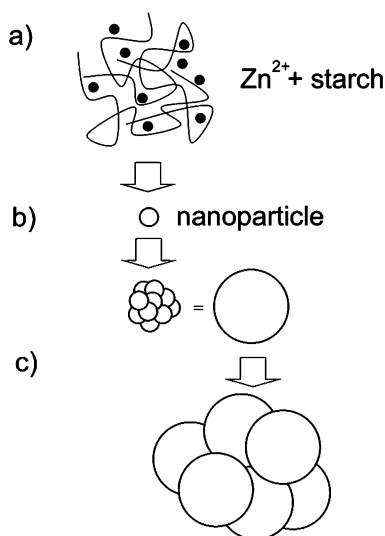 a)
Zn²⁺+ starch
b)
nanoparticle
=
c)